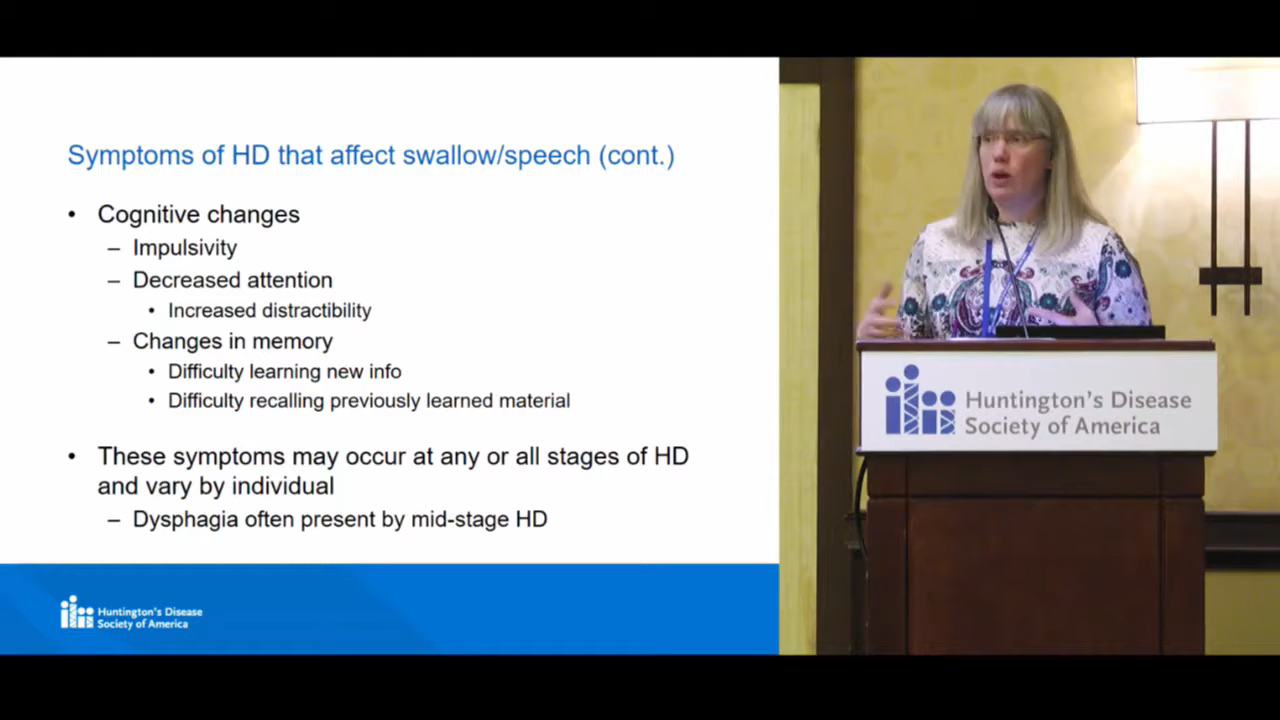 Symptoms of HD that affect swallow/speech (cont.)
• Cognitive changes
– Impulsivity
– Decreased attention
• Increased distractibility
– Changes in memory
• Difficulty learning new info
• Difficulty recalling previously learned material
• These symptoms may occur at any or all stages of HD
and vary by individual
– Dysphagia often present by mid-stage HD
Huntington's Disease
Society of America
Huntington's Disease
Society of America